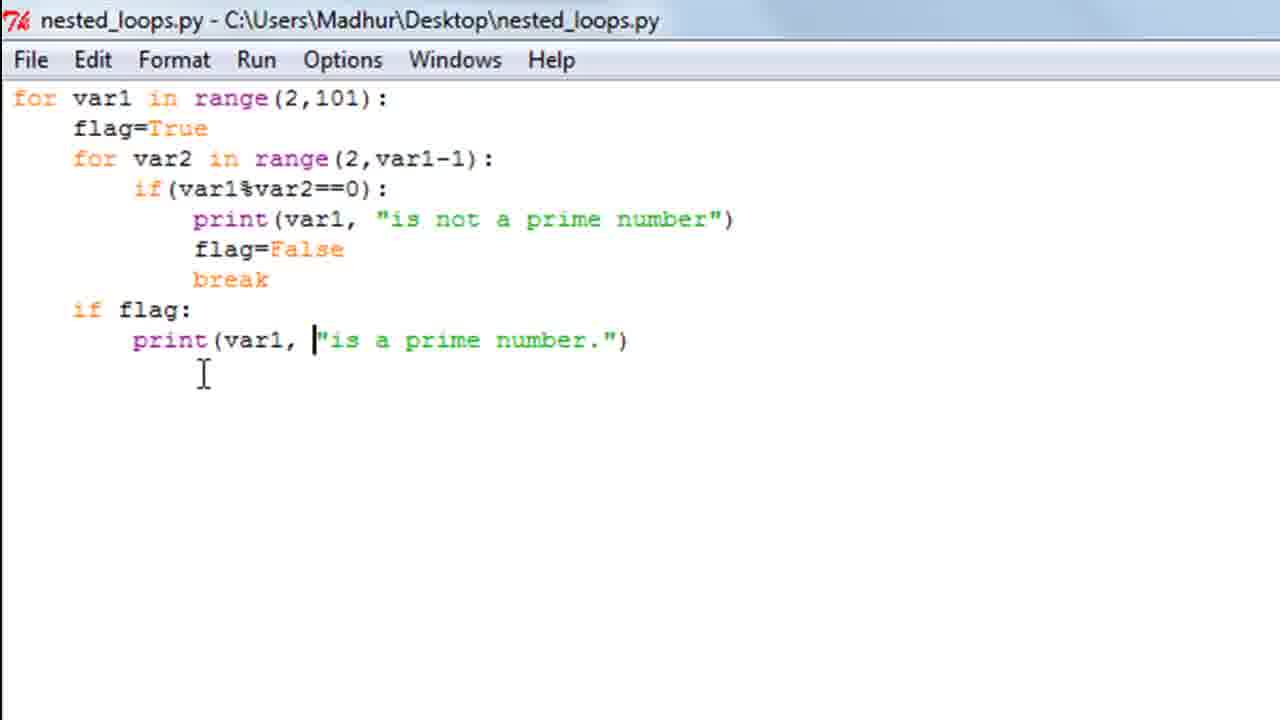 nested_loops.py - C:\Users\Madhur\Desktop\nested_loops.py
File Edit Format Run Options Windows Help
for var1 in range(2,101):
    flag=True
    for var2 in range(2,var1-1):
        if(var1%var2==0):
            print(var1, "is not a prime number")
            flag=False
            break
    if flag:
        print(var1, "is a prime number.")